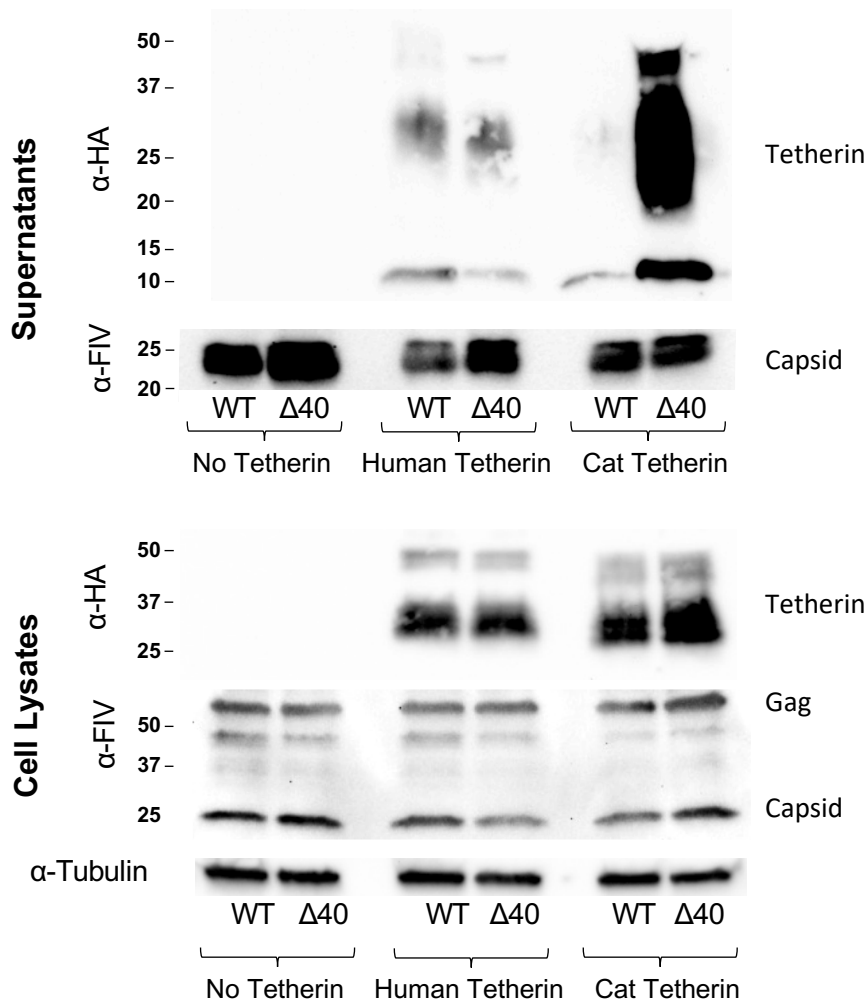 Supernatants
α-HA
50
37
25
20
15
10
Tetherin
α-FIV
25
20
Capsid
WT Δ40 WT Δ40 WT Δ40
No Tetherin Human Tetherin Cat Tetherin
Cell Lysates
α-HA
50
37
25
Tetherin
α-FIV
50
37
25
Gag
Capsid
α-Tubulin
WT Δ40 WT Δ40 WT Δ40
No Tetherin Human Tetherin Cat Tetherin